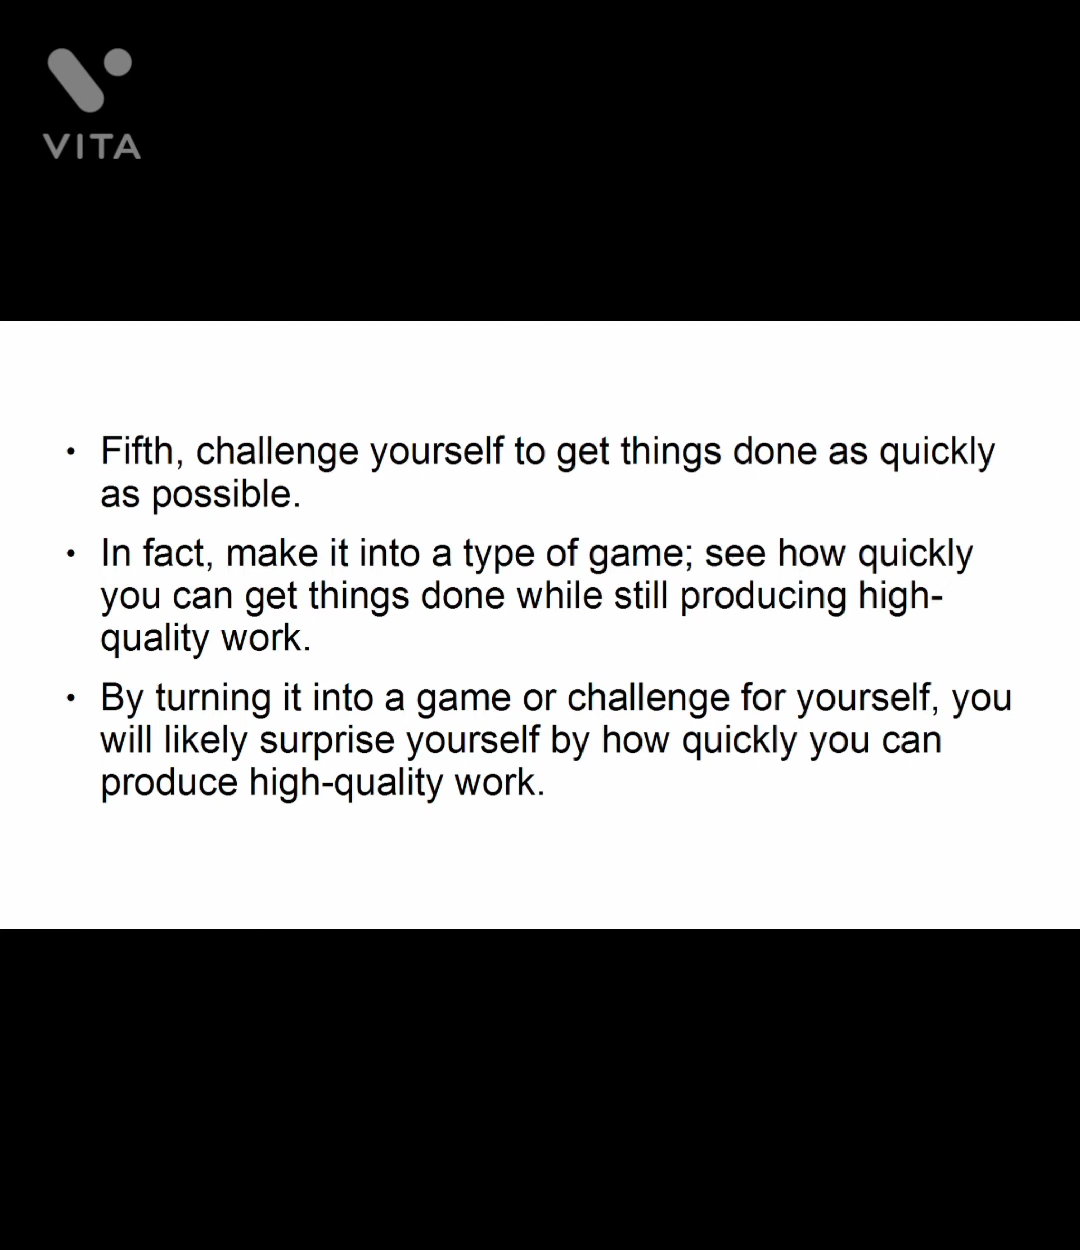 VITA
• Fifth, challenge yourself to get things done as quickly
as possible.
• In fact, make it into a type of game; see how quickly
you can get things done while still producing high-
quality work.
• By turning it into a game or challenge for yourself, you
will likely surprise yourself by how quickly you can
produce high-quality work.